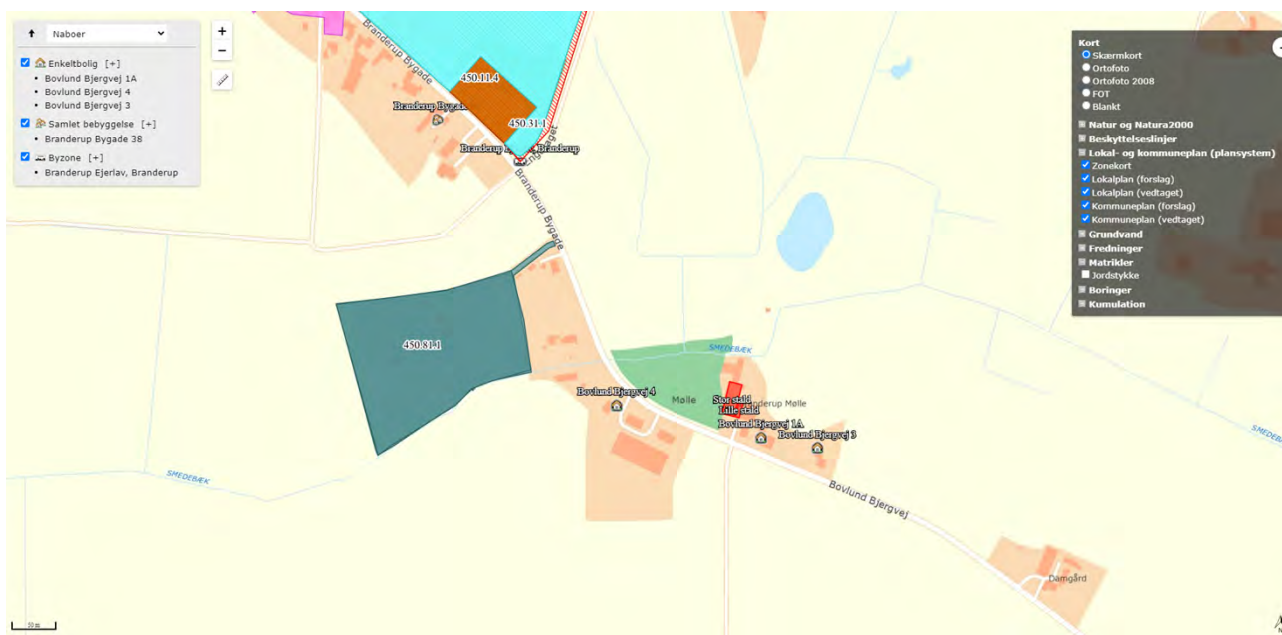 Naboer
Enkeltbolig [+]
Bovlund Bjergvej 1A
Bovlund Bjergvej 4
Bovlund Bjergvej 3
Samlet bebyggelse [+]
Branderup Bygade 38
Byzone [+]
Branderup Ejerlav, Branderup
+
−
Kort
Skærmkort
Ortofoto
Ortofoto 2008
FOT
Blankt
Natur og Natura2000
Beskyttelseslinjer
Lokal- og kommuneplan (plansystem)
Zonekort
Lokalplan (forslag)
Lokalplan (vedtaget)
Kommuneplan (forslag)
Kommuneplan (vedtaget)
Grundvand
Fredninger
Matrikler
Jordstykke
Boringer
Kumulation
Branderup Bygade
450.11.4
450.31.1
Branderup
Branderup Bygade
450.81.1
SMEDEBÆK
Bovlund Bjergvej 4
Mølle
Stor stald
Lille stald
Mølle
Bovlund Bjergvej 1A
Bovlund Bjergvej 3
SMEDEBÆK
SMEDEBÆK
Bovlund Bjergvej
Damgård